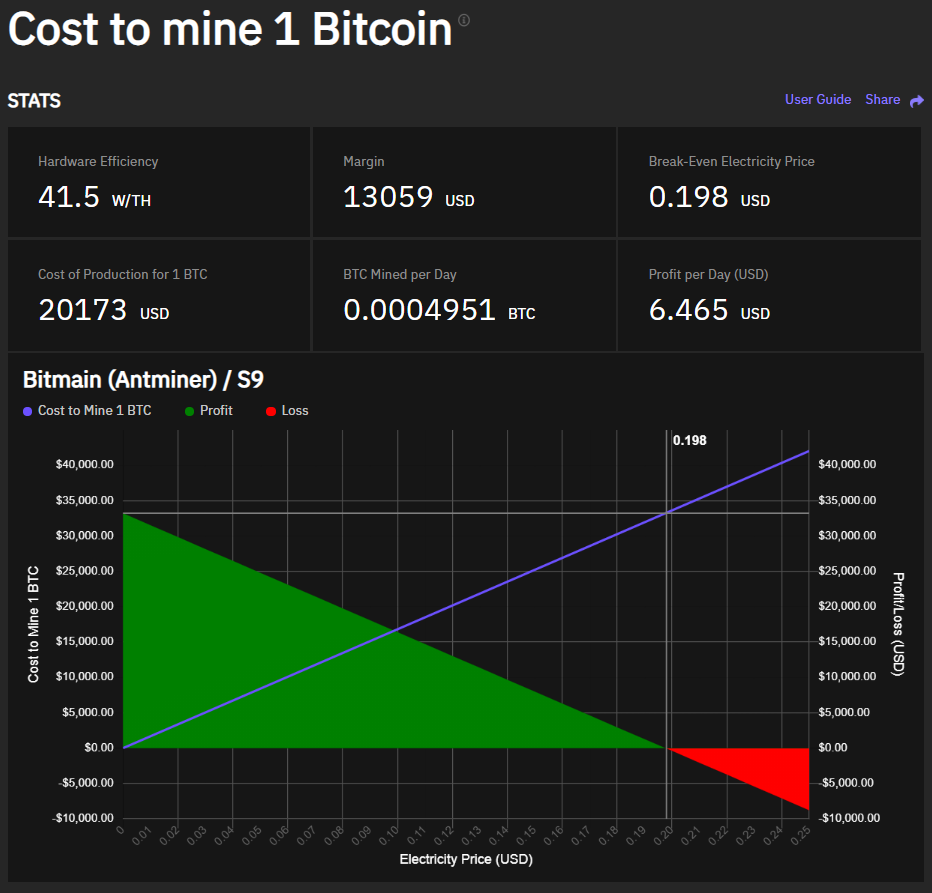 Cost to mine 1 Bitcoin
STATS
User Guide Share
Hardware Efficiency
41.5 W/TH
Margin
13059 USD
Break-Even Electricity Price
0.198 USD
Cost of Production for 1 BTC
20173 USD
BTC Mined per Day
0.0004951 BTC
Profit per Day (USD)
6.465 USD
Bitmain (Antminer) / S9
Cost to Mine 1 BTC Profit Loss
0.198
$40,000.00 $40,000.00
$35,000.00 $35,000.00
$30,000.00 $30,000.00
$25,000.00 $25,000.00
$20,000.00 $20,000.00
$15,000.00 $15,000.00
$10,000.00 $10,000.00
$5,000.00 $5,000.00
$0.00 $0.00
-$5,000.00 -$5,000.00
-$10,000.00 -$10,000.00
Cost to Mine 1 BTC
Profit/Loss (USD)
0 0.01 0.02 0.03 0.04 0.05 0.06 0.07 0.08 0.09 0.10 0.11 0.12 0.13 0.14 0.15 0.16 0.17 0.18 0.19 0.20 0.21 0.22 0.23 0.24 0.25
Electricity Price (USD)